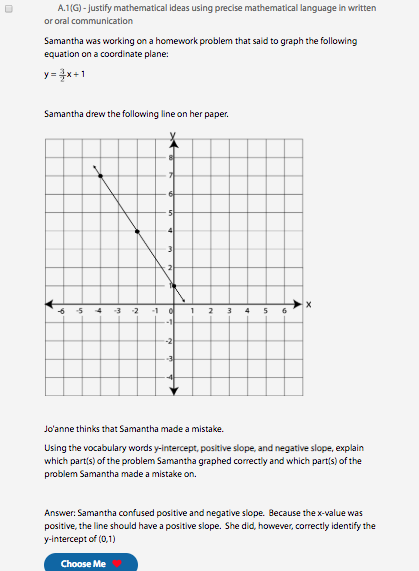 A.1(G) - justify mathematical ideas using precise mathematical language in written
or oral communication
Samantha was working on a homework problem that said to graph the following
equation on a coordinate plane:
y = 3/2 x + 1
Samantha drew the following line on her paper.
y
8
7
6
5
4
3
2
1
-6 -5 -4 -3 -2 -1 0 1 2 3 4 5 6 x
-1
-2
-3
-4
Jo'anne thinks that Samantha made a mistake.
Using the vocabulary words y-intercept, positive slope, and negative slope, explain
which part(s) of the problem Samantha graphed correctly and which part(s) of the
problem Samantha made a mistake on.
Answer: Samantha confused positive and negative slope. Because the x-value was
positive, the line should have a positive slope. She did, however, correctly identify the
y-intercept of (0,1)
Choose Me